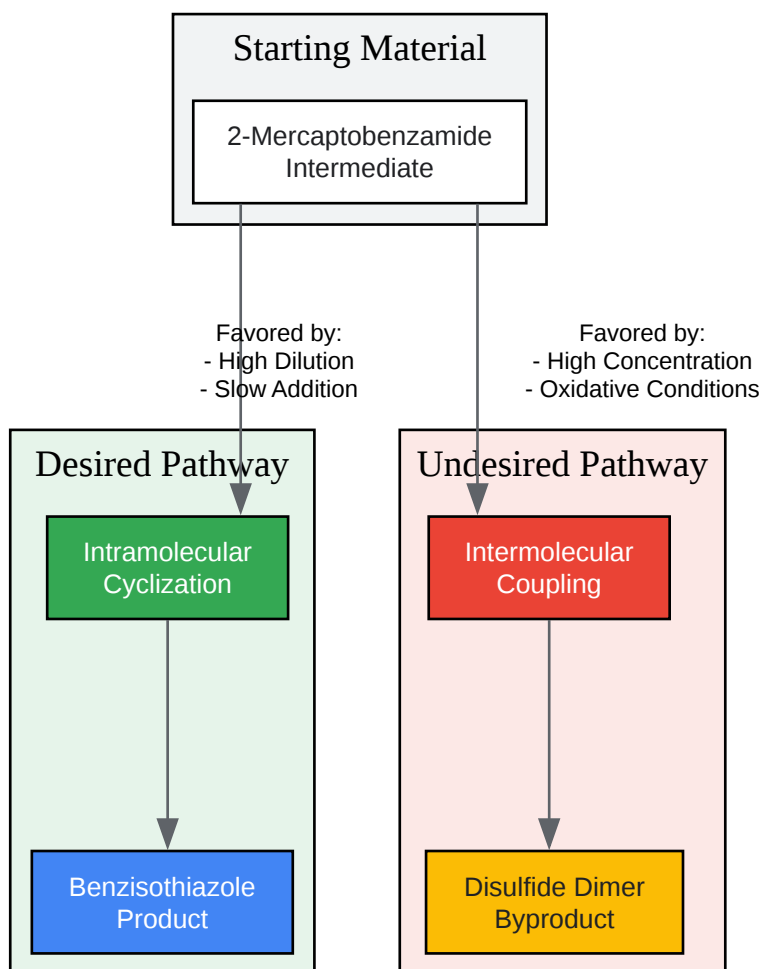 Starting Material
2-Mercaptobenzamide
Intermediate
Favored by:
- High Dilution
- Slow Addition
Favored by:
- High Concentration
- Oxidative Conditions
Desired Pathway
Intramolecular
Cyclization
Benzisothiazole
Product
Undesired Pathway
Intermolecular
Coupling
Disulfide Dimer
Byproduct